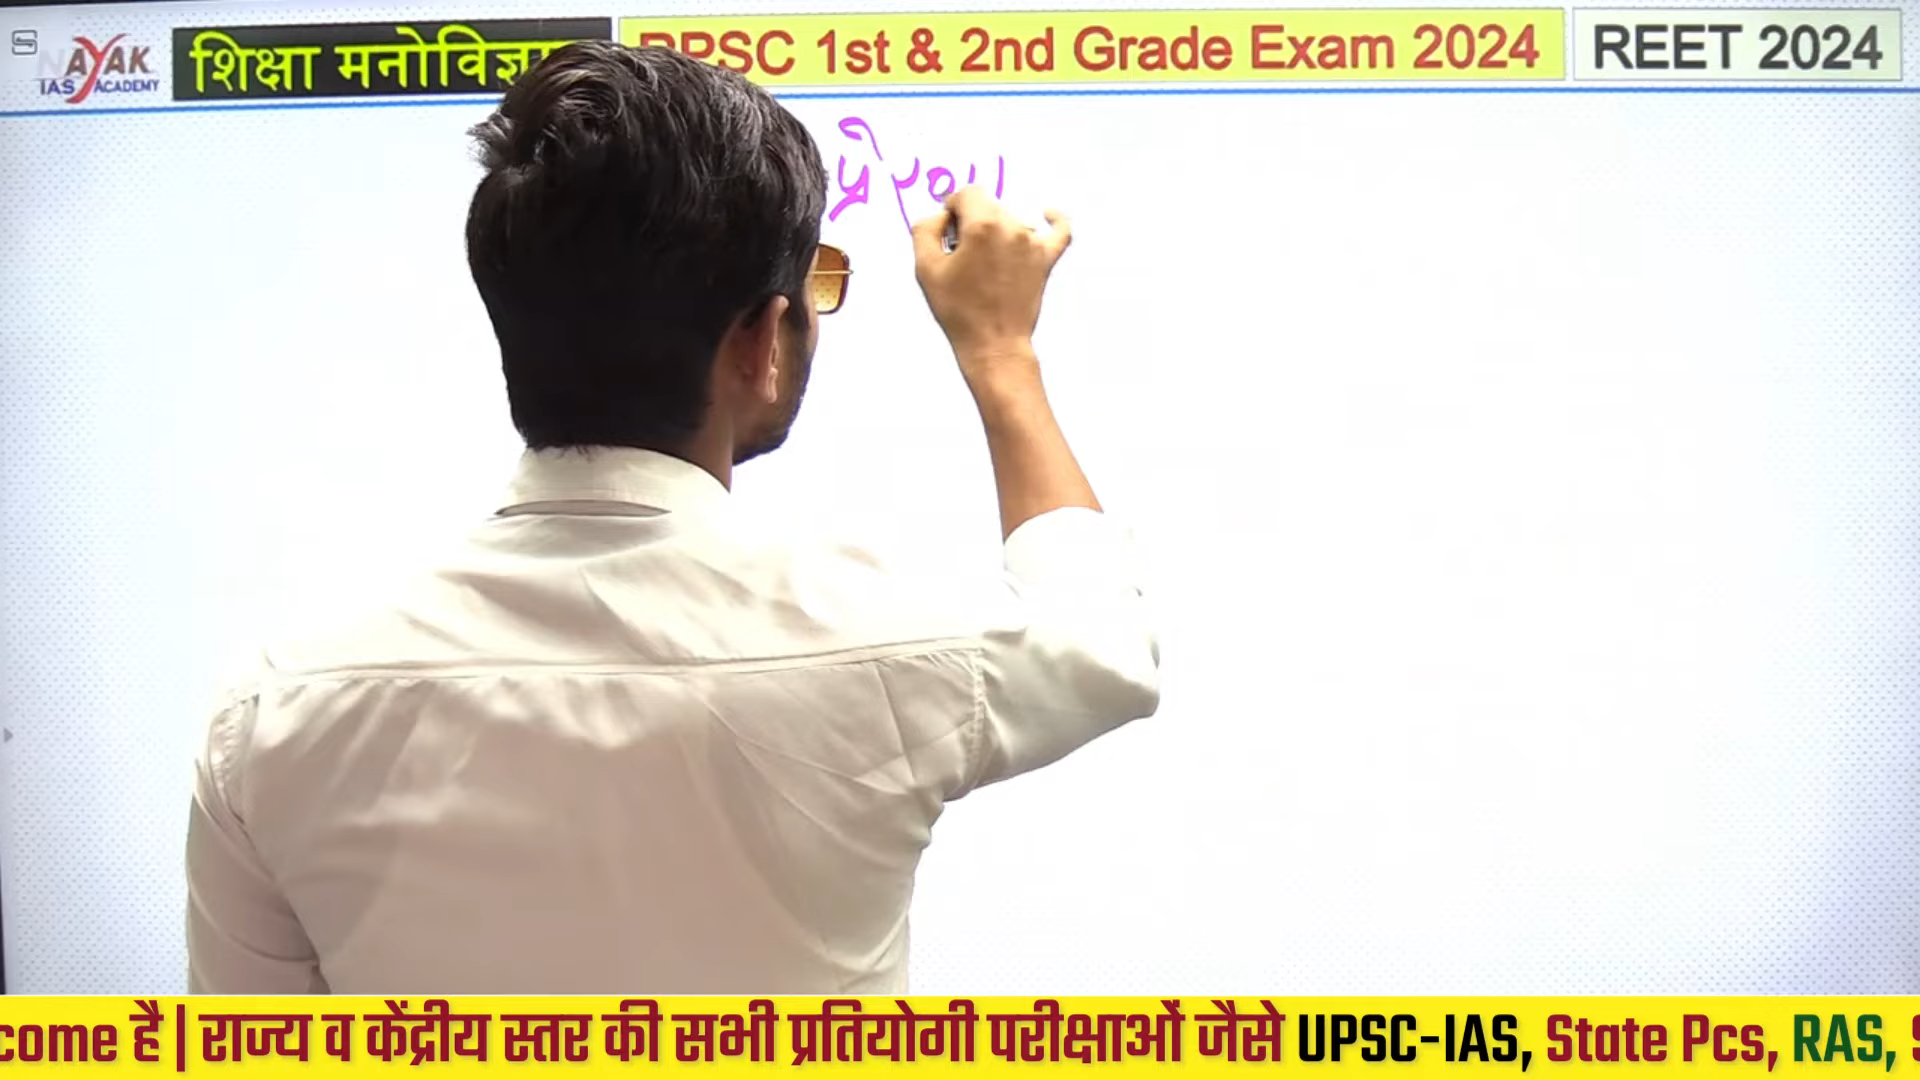 NAYAK
IAS ACADEMY
शिक्षा मनोविज्ञान
RPSC 1st & 2nd Grade Exam 2024
REET 2024
प्रेरणा
come है | राज्य व केंद्रीय स्तर की सभी प्रतियोगी परीक्षाओं जैसे UPSC-IAS, State Pcs, RAS,